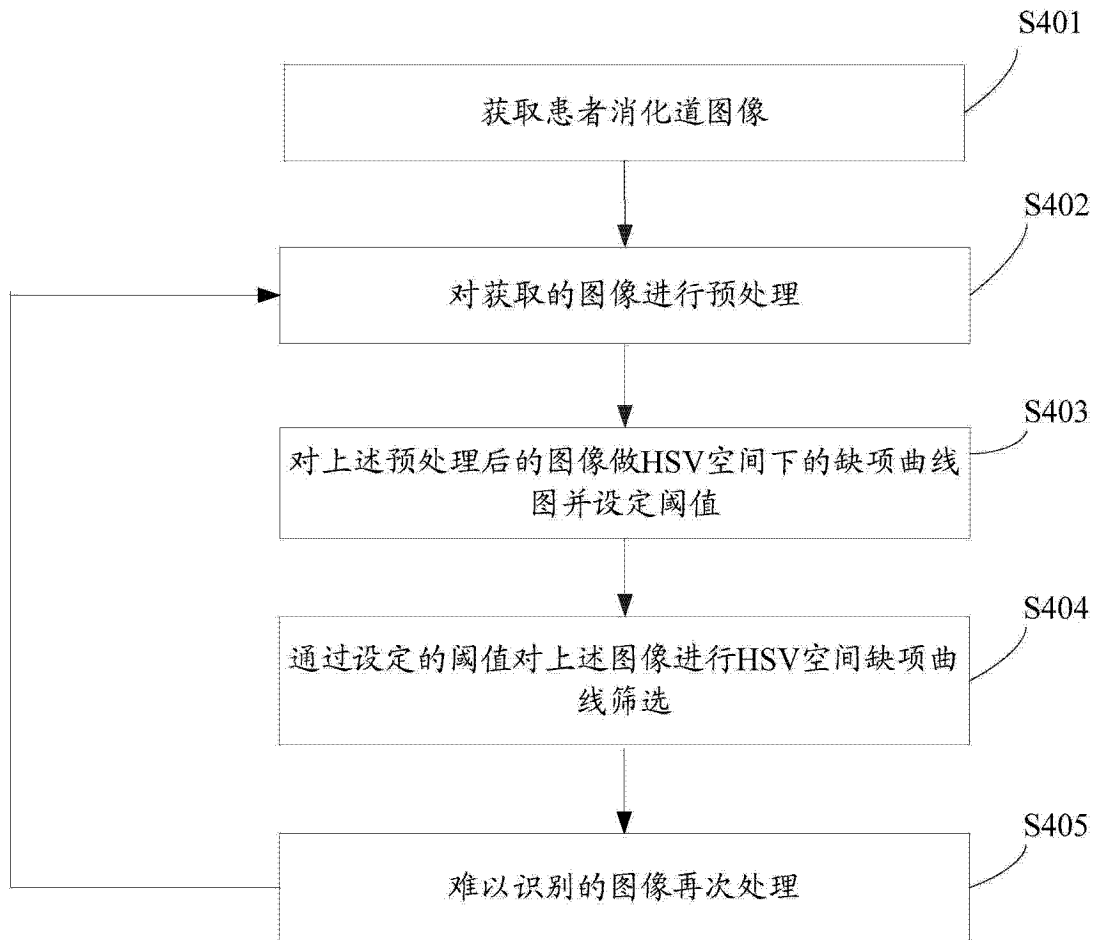 S401
获取患者消化道图像
S402
对获取的图像进行预处理
S403
对上述预处理后的图像做HSV空间下的缺项曲线
图并设定阈值
S404
通过设定的阈值对上述图像进行HSV空间缺项曲
线筛选
S405
难以识别的图像再次处理